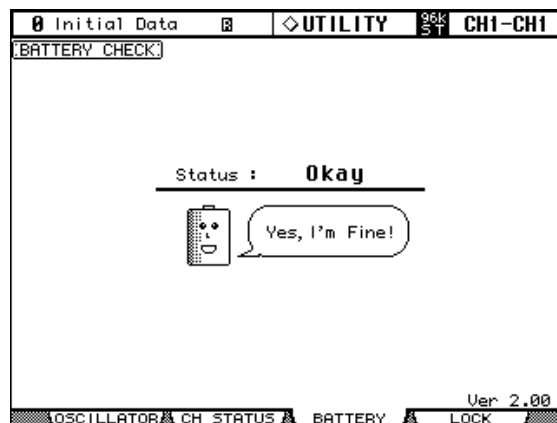 0 Initial Data R ◇UTILITY 96K ST CH1-CH1
BATTERY CHECK
Status : Okay
Yes, I'm Fine!
Ver 2.00
OSCILLATOR CH STATUS BATTERY LOCK